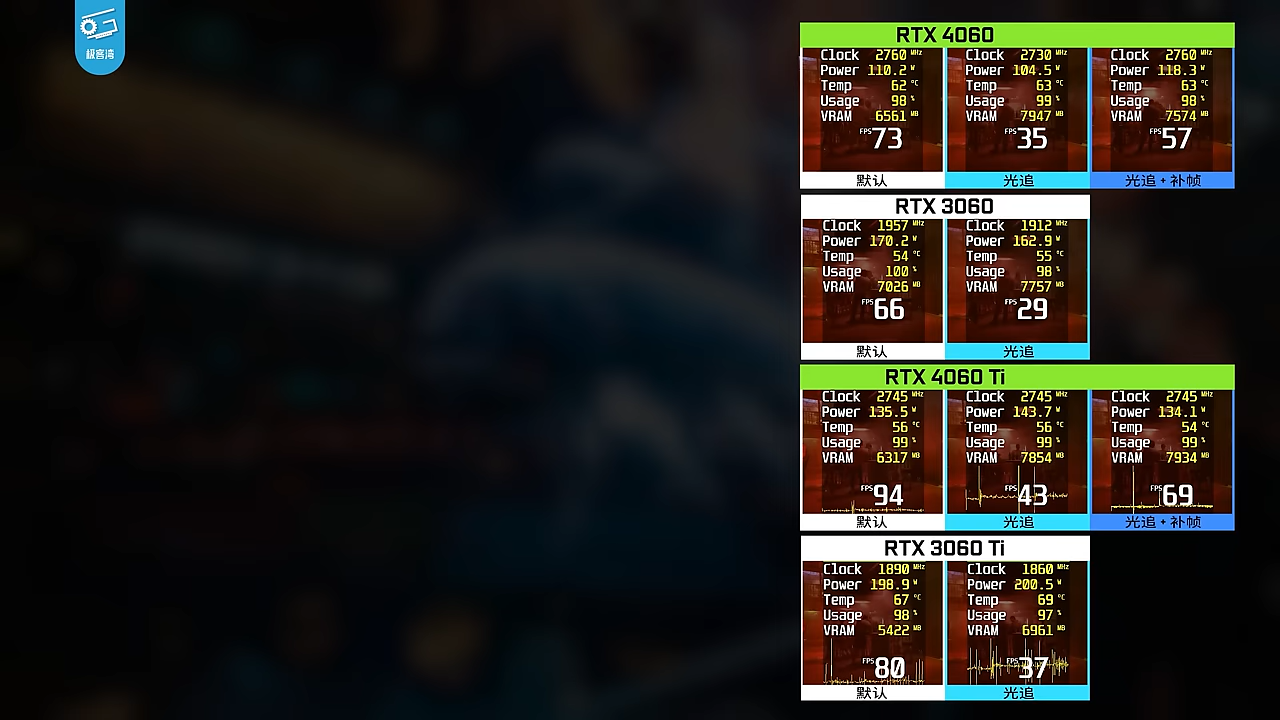 极客湾
RTX 4060
Clock 2760 MHz Clock 2730 MHz Clock 2760 MHz
Power 110.2 W Power 104.5 W Power 118.3 W
Temp 62 °C Temp 63 °C Temp 63 °C
Usage 98 % Usage 99 % Usage 98 %
VRAM 6561 MB VRAM 7947 MB VRAM 7574 MB
FPS 73 FPS 35 FPS 57
默认 光追 光追 + 补帧
RTX 3060
Clock 1957 MHz Clock 1912 MHz
Power 170.2 W Power 162.9 W
Temp 54 °C Temp 55 °C
Usage 100 % Usage 98 %
VRAM 7026 MB VRAM 7757 MB
FPS 66 FPS 29
默认 光追
RTX 4060 Ti
Clock 2745 MHz Clock 2745 MHz Clock 2745 MHz
Power 135.5 W Power 143.7 W Power 134.1 W
Temp 56 °C Temp 56 °C Temp 54 °C
Usage 99 % Usage 99 % Usage 99 %
VRAM 6317 MB VRAM 7854 MB VRAM 7934 MB
FPS 94 FPS 43 FPS 69
默认 光追 光追 + 补帧
RTX 3060 Ti
Clock 1890 MHz Clock 1860 MHz
Power 198.9 W Power 200.5 W
Temp 67 °C Temp 69 °C
Usage 98 % Usage 97 %
VRAM 5422 MB VRAM 6961 MB
FPS 80 FPS 37
默认 光追